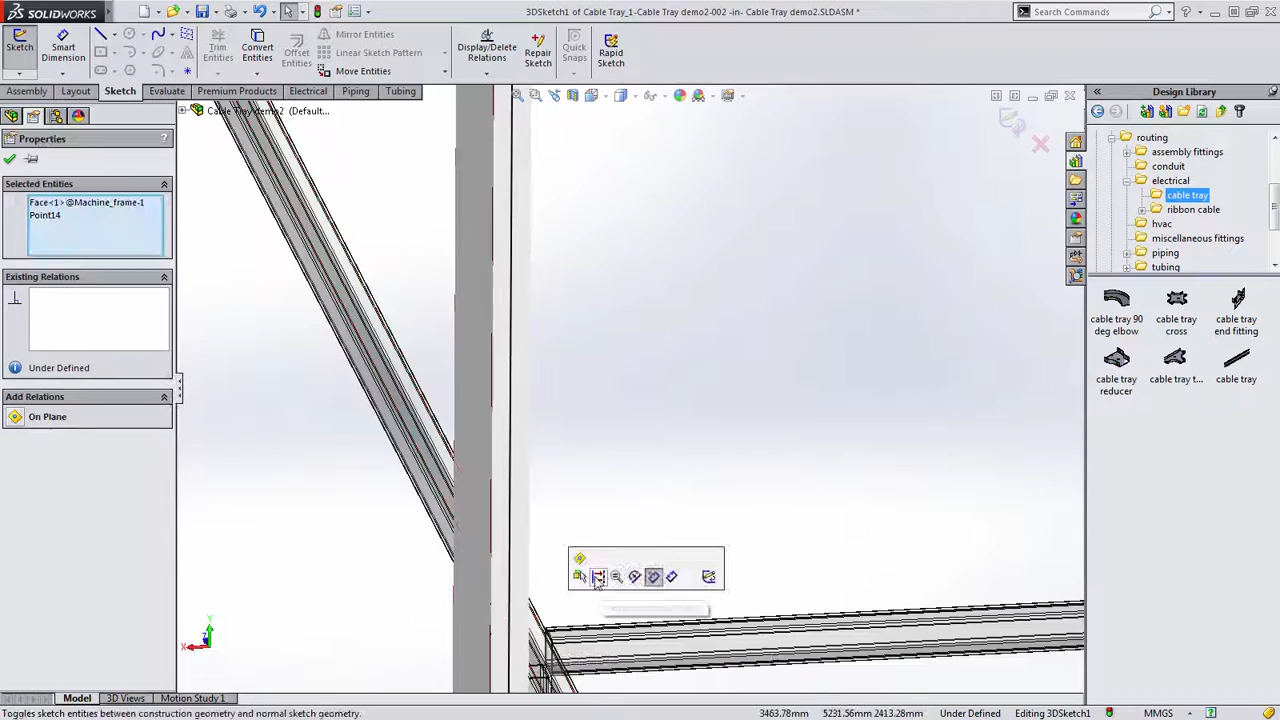 SOLIDWORKS
3DSketch1 of Cable Tray_1-Cable Tray demo2-002 -in- Cable Tray demo2.SLDASM *
Search Commands
Sketch
Smart Dimension
Trim Entities
Convert Entities
Offset Entities
Mirror Entities
Linear Sketch Pattern
Move Entities
Display/Delete Relations
Repair Sketch
Quick Snaps
Rapid Sketch
Assembly
Layout
Sketch
Evaluate
Premium Products
Electrical
Piping
Tubing
Cable Tray demo2 (Default...
Properties
?
Selected Entities
Face<1>@Machine_frame-1
Point14
Existing Relations
Under Defined
Add Relations
On Plane
Y
X
Z
Design Library
routing
assembly fittings
conduit
electrical
cable tray
ribbon cable
hvac
miscellaneous fittings
piping
tubing
cable tray 90 deg elbow
cable tray cross
cable tray end fitting
cable tray reducer
cable tray t...
cable tray
Model
3D Views
Motion Study 1
Toggles sketch entities between construction geometry and normal sketch geometry.
3463.78mm
5231.56mm 2413.28mm
Under Defined
Editing 3DSketch1
MMGS